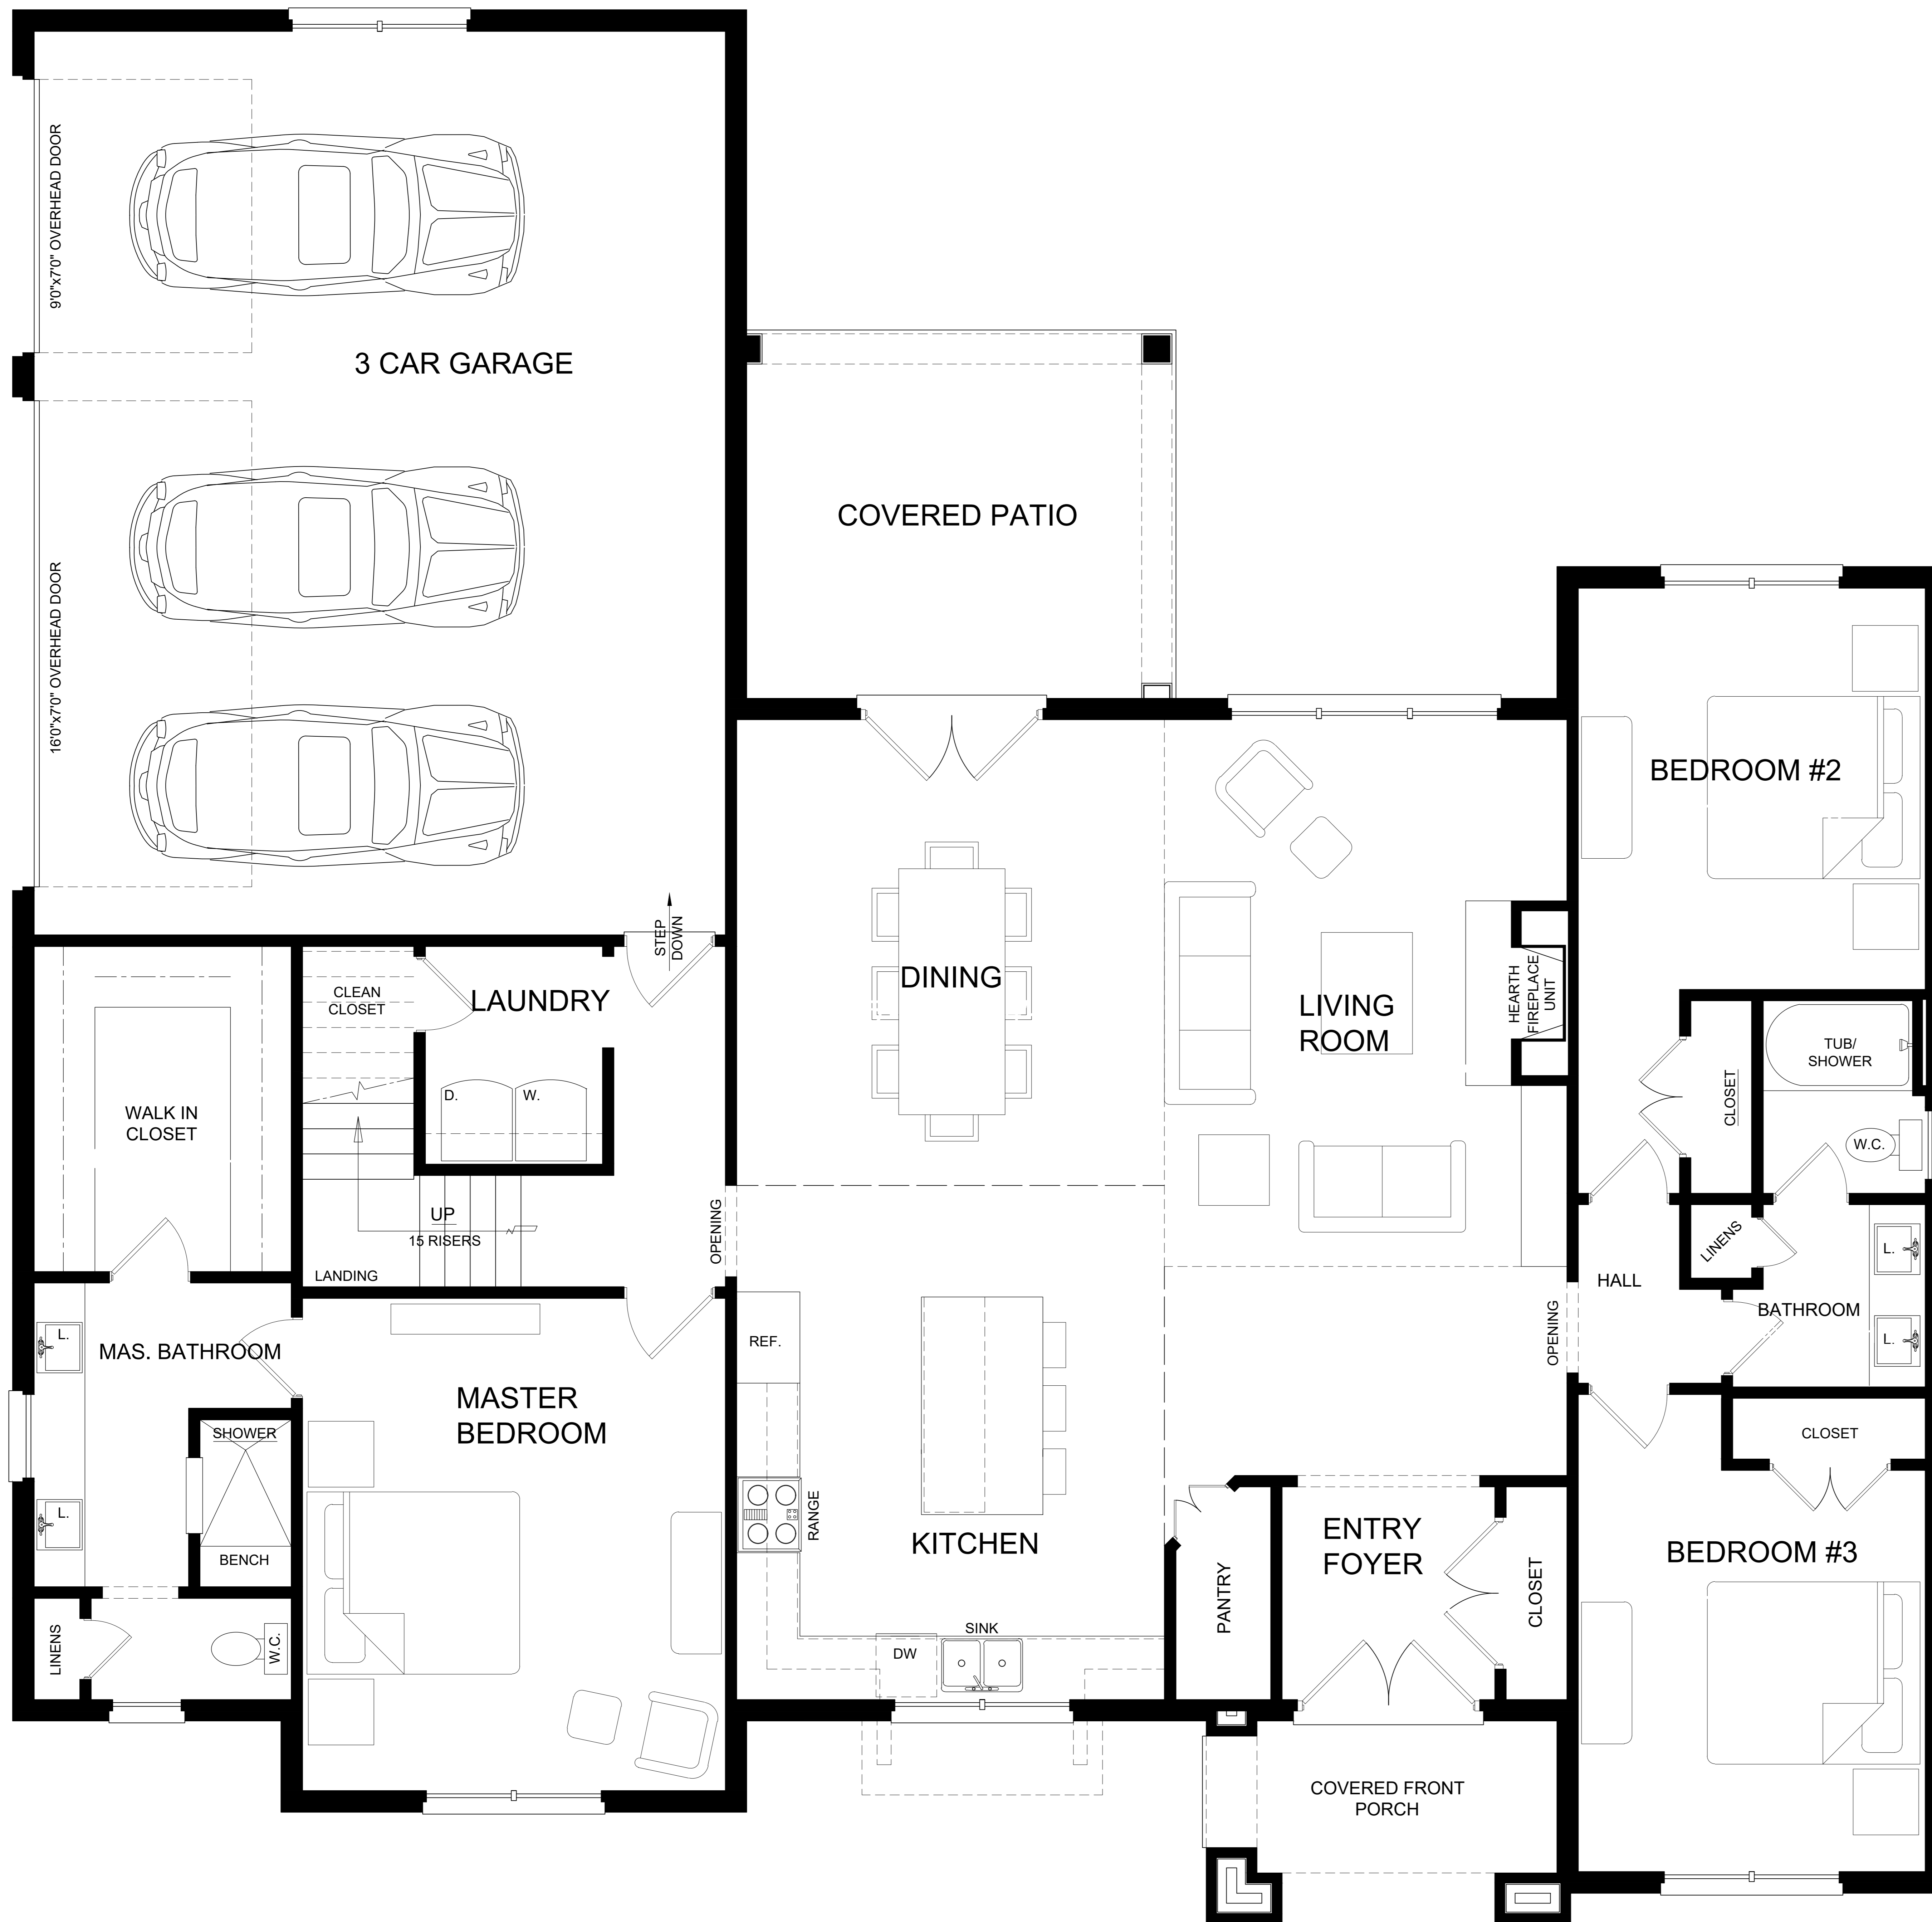 9'0"x7'0" OVERHEAD DOOR
3 CAR GARAGE
16'0"x7'0" OVERHEAD DOOR
COVERED PATIO
BEDROOM #2
STEP
DOWN
CLEAN
CLOSET
LAUNDRY
D.
W.
WALK IN
CLOSET
UP
15 RISERS
LANDING
OPENING
DINING
LIVING
ROOM
HEARTH
FIREPLACE
UNIT
CLOSET
TUB/
SHOWER
W.C.
LINENS
L.
L.
HALL
BATHROOM
OPENING
CLOSET
BEDROOM #3
L.
MAS. BATHROOM
L.
SHOWER
BENCH
LINENS
W.C.
MASTER
BEDROOM
REF.
RANGE
KITCHEN
SINK
DW
PANTRY
ENTRY
FOYER
CLOSET
COVERED FRONT
PORCH